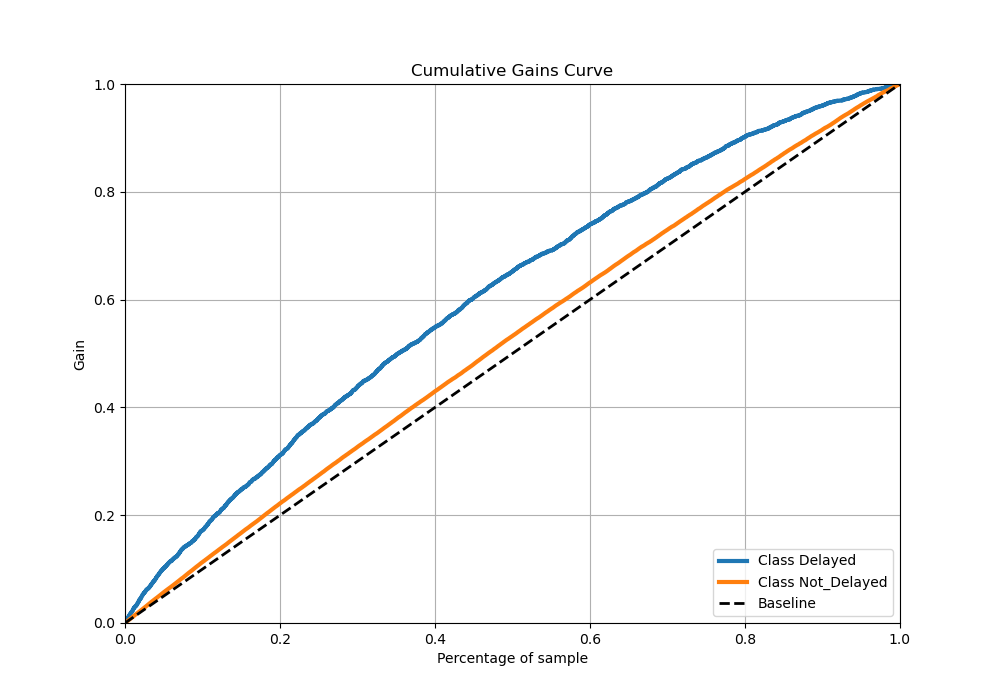 Cumulative Gains Curve
1.0
0.8
0.6
0.4
0.2
0.0
Gain
0.0 0.2 0.4 0.6 0.8 1.0
Percentage of sample
Class Delayed
Class Not_Delayed
Baseline